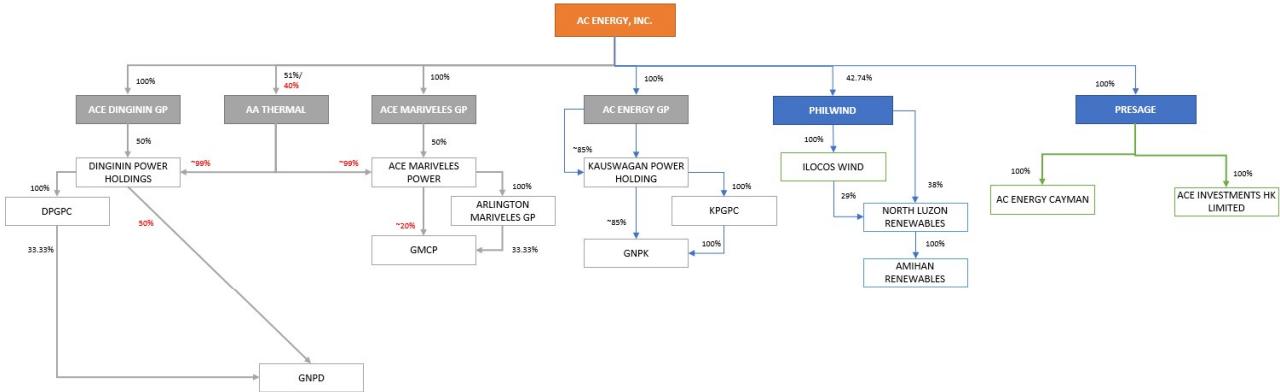 AC ENERGY, INC.
100%
51%/
40%
100%
100%
42.74%
100%
ACE DINGININ GP
AA THERMAL
ACE MARIVELES GP
AC ENERGY GP
PHILWIND
PRESAGE
50%
50%
~85%
100%
~99%
~99%
DINGININ POWER
HOLDINGS
ACE MARIVELES
POWER
KAUSWAGAN POWER
HOLDING
ILOCOS WIND
100%
100%
100%
29%
38%
100%
100%
DPGPC
ARLINGTON
MARIVELES GP
KPGPC
NORTH LUZON
RENEWABLES
AC ENERGY CAYMAN
ACE INVESTMENTS HK
LIMITED
50%
~20%
~85%
33.33%
33.33%
100%
100%
GMCP
GNPK
AMIHAN
RENEWABLES
GNPD